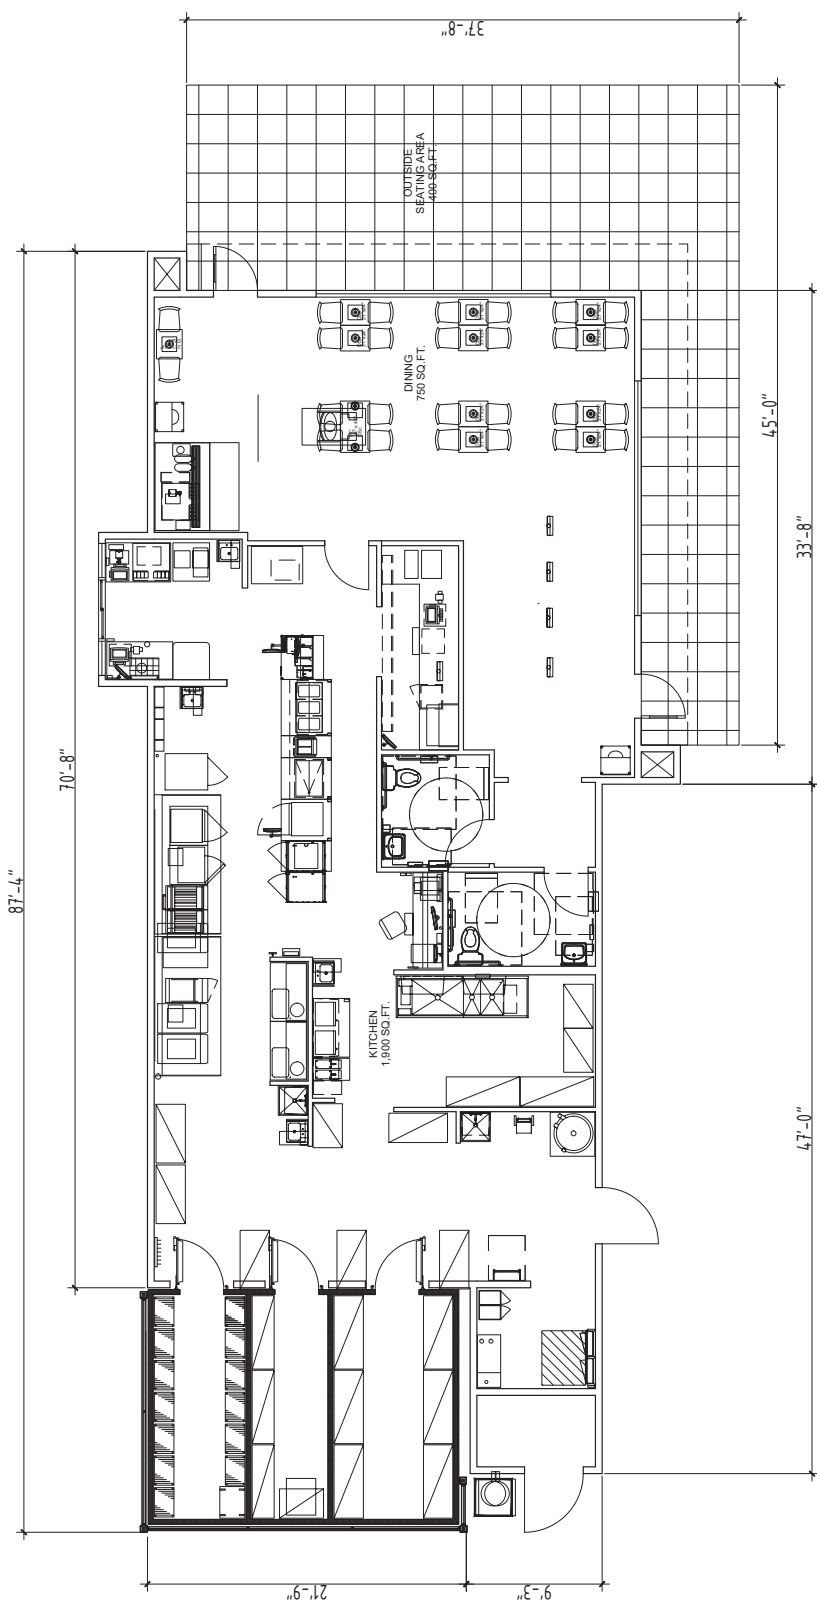 37'-8"
OUTSIDE
SEATING AREA
400 SQ.FT.
DINING
750 SQ.FT.
45'-0"
33'-8"
70'-8"
87'-4"
KITCHEN
1,900 SQ.FT.
47'-0"
21'-9"
9'-3"